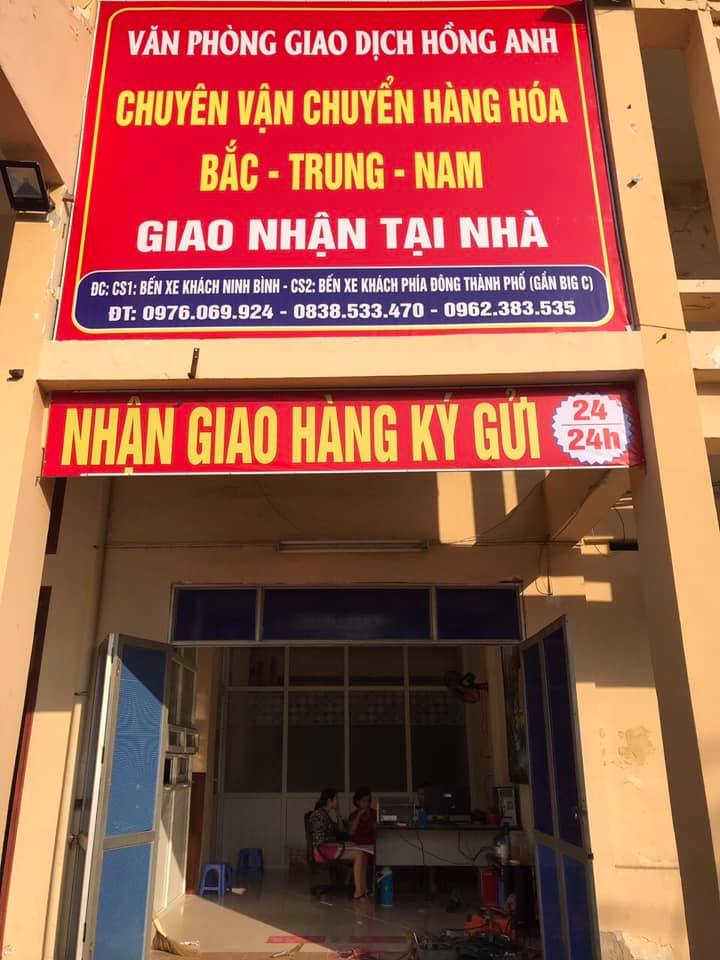 VĂN PHÒNG GIAO DỊCH HỒNG ANH
CHUYÊN VẬN CHUYỂN HÀNG HÓA
BẮC - TRUNG - NAM
GIAO NHẬN TẠI NHÀ
ĐC: CS1: BẾN XE KHÁCH NINH BÌNH - CS2: BẾN XE KHÁCH PHÍA ĐÔNG THÀNH PHỐ (GẦN BIG C)
ĐT: 0976.069.924 - 0838.533.470 - 0962.383.535
NHẬN GIAO HÀNG KÝ GỬI 24/24h